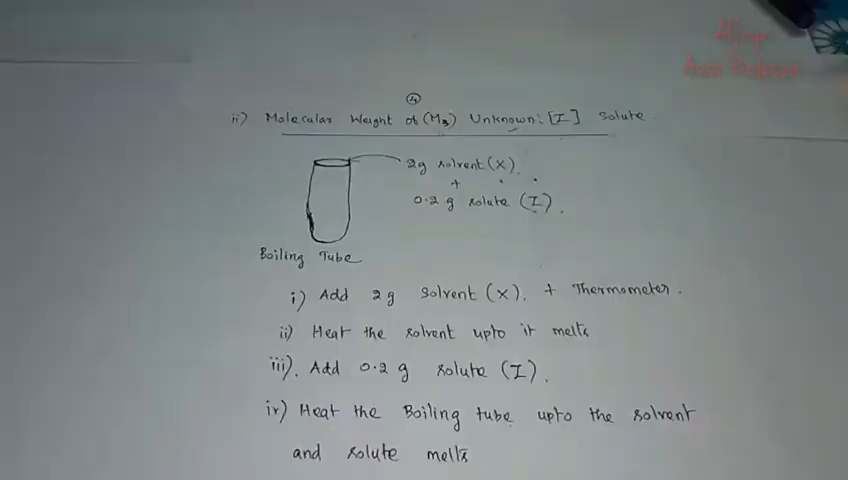 ④
ii) Molecular Weight of (M3) Unknown: [I] Solute
2g solvent (X).
+
0.2 g solute (I).
Boiling Tube
i) Add 2g Solvent (X). + Thermometer.
ii) Heat the solvent upto it melts
iii). Add 0.2 g solute (I).
iv) Heat the Boiling tube upto the solvent
and solute melts